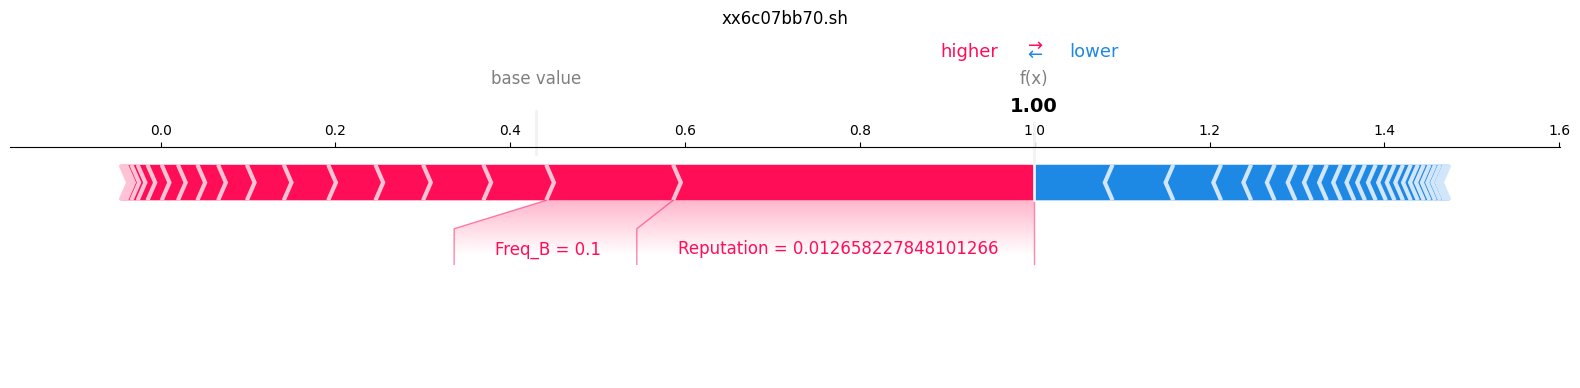 xx6c07bb70.sh
higher ⇄ lower
base value f(x)
1.00
0.0 0.2 0.4 0.6 0.8 1.0 1.2 1.4 1.6
Freq_B = 0.1 Reputation = 0.012658227848101266